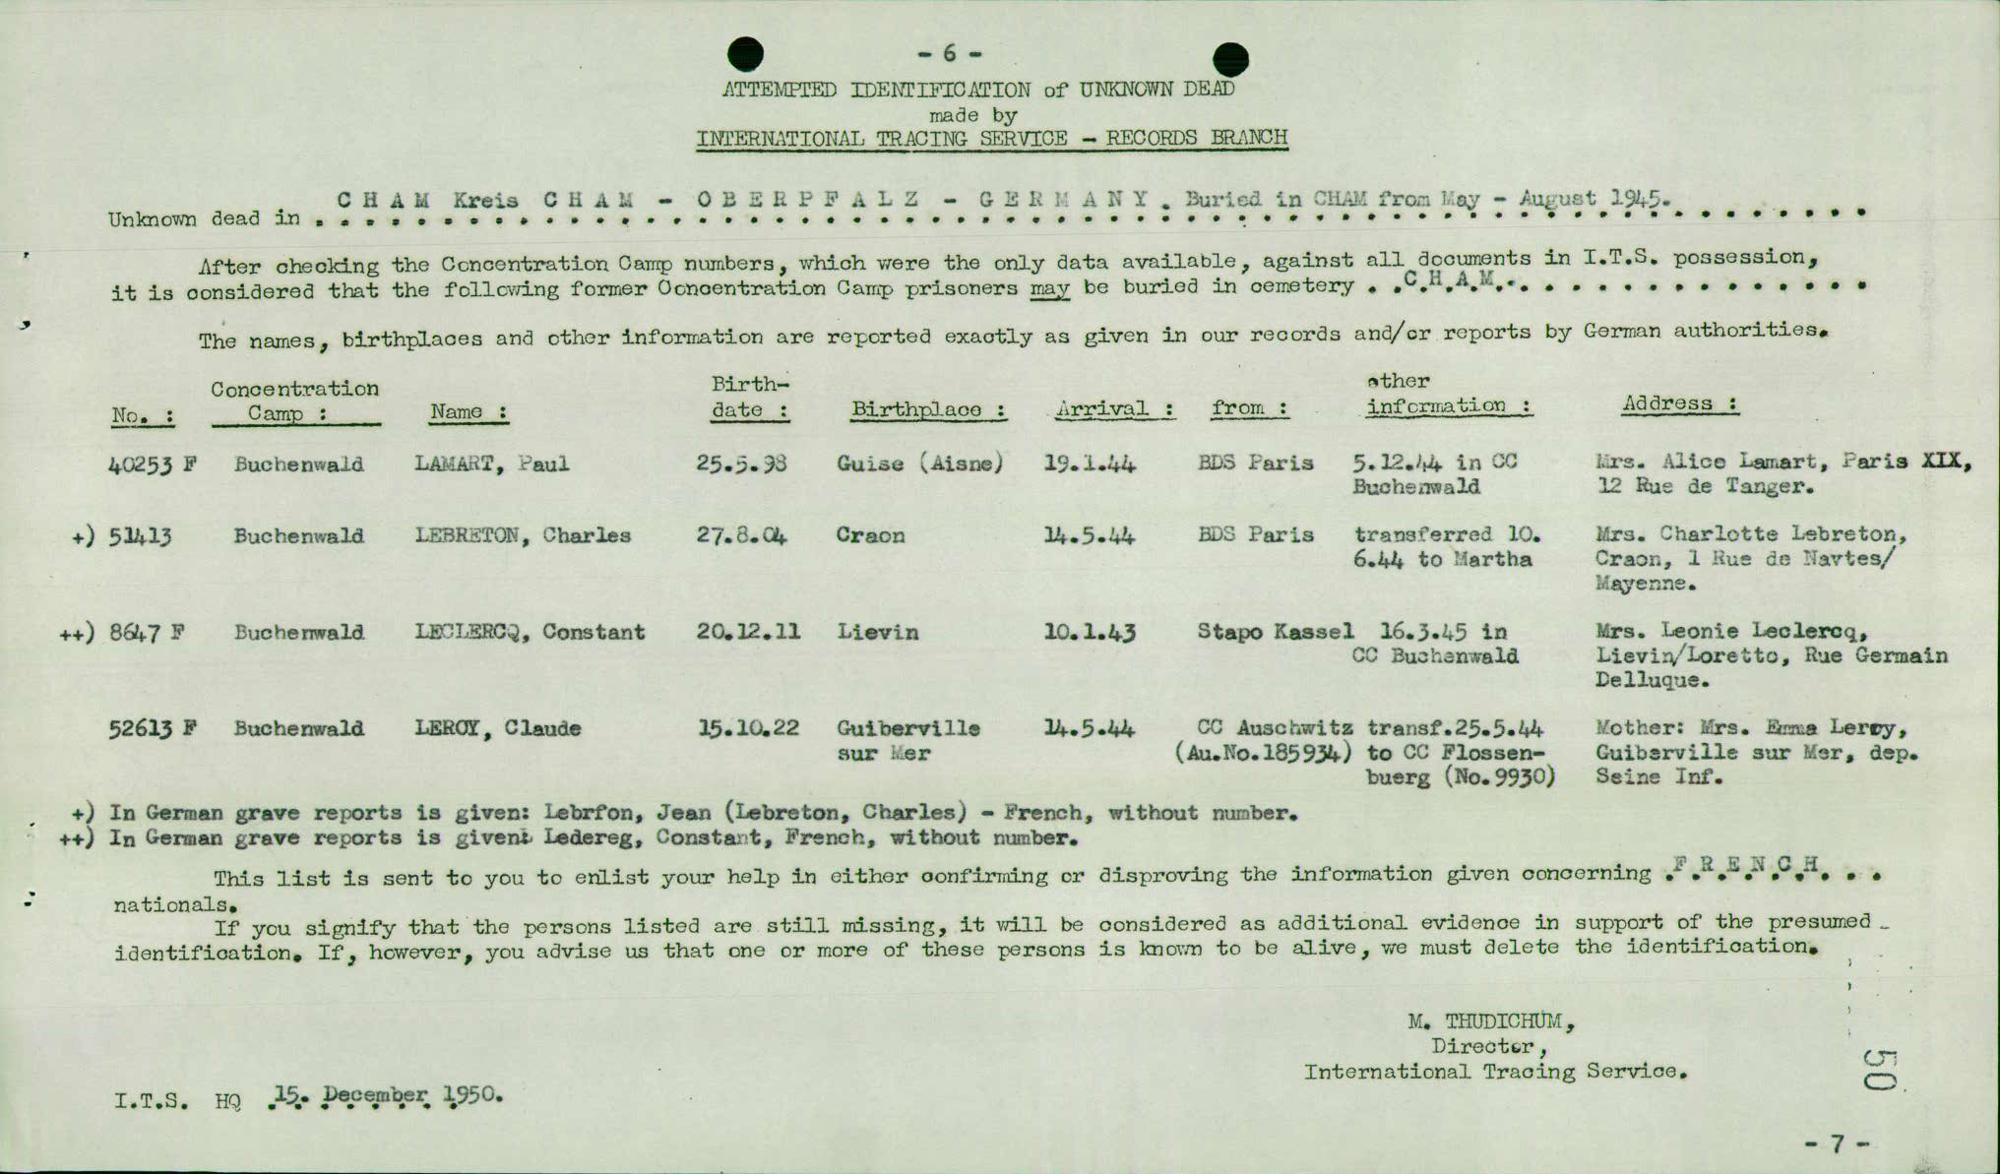 - 6 -
ATTEMPTED IDENTIFICATION of UNKNOWN DEAD
made by
INTERNATIONAL TRACING SERVICE - RECORDS BRANCH
Unknown dead in . C H A M Kreis C H A M - O B E R P F A L Z - G E R M A N Y . Buried in CHAM from May - August 1945.
After checking the Concentration Camp numbers, which were the only data available, against all documents in I.T.S. possession,
it is considered that the following former Concentration Camp prisoners may be buried in cemetery . .C.H.A.M. . . . . . . . . . . . . . .
The names, birthplaces and other information are reported exactly as given in our records and/or reports by German authorities.
No. : Concentration Camp : Name : Birth-date : Birthplace : Arrival : from : other information : Address :
40253 F Buchenwald LAMART, Paul 25.5.98 Guise (Aisne) 19.1.44 BDS Paris 5.12.44 in CC Mrs. Alice Lamart, Paris XIX,
Buchenwald 12 Rue de Tanger.
+) 51413 Buchenwald LEBRETON, Charles 27.8.04 Craon 14.5.44 BDS Paris transferred 10. Mrs. Charlotte Lebreton,
6.44 to Martha Craon, 1 Rue de Navtes/
Mayenne.
++) 8647 F Buchenwald LECLERCQ, Constant 20.12.11 Lievin 10.1.43 Stapo Kassel 16.3.45 in Mrs. Leonie Leclercq,
CC Buchenwald Lievin/Loretto, Rue Germain
Delluque.
52613 F Buchenwald LEROY, Claude 15.10.22 Guiberville 14.5.44 CC Auschwitz transf.25.5.44 Mother: Mrs. Emma Leroy,
sur Mer (Au.No.185934) to CC Flossen- Guiberville sur Mer, dep.
buerg (No.9930) Seine Inf.
+) In German grave reports is given: Lebrfon, Jean (Lebreton, Charles) - French, without number.
++) In German grave reports is given: Ledereg, Constant, French, without number.
This list is sent to you to enlist your help in either confirming or disproving the information given concerning .F.R.E.N.C.H. . .
nationals.
If you signify that the persons listed are still missing, it will be considered as additional evidence in support of the presumed
identification. If, however, you advise us that one or more of these persons is known to be alive, we must delete the identification.
M. THUDICHUM,
Director,
International Tracing Service.
I.T.S. HQ 15. December 1950.
50
- 7 -